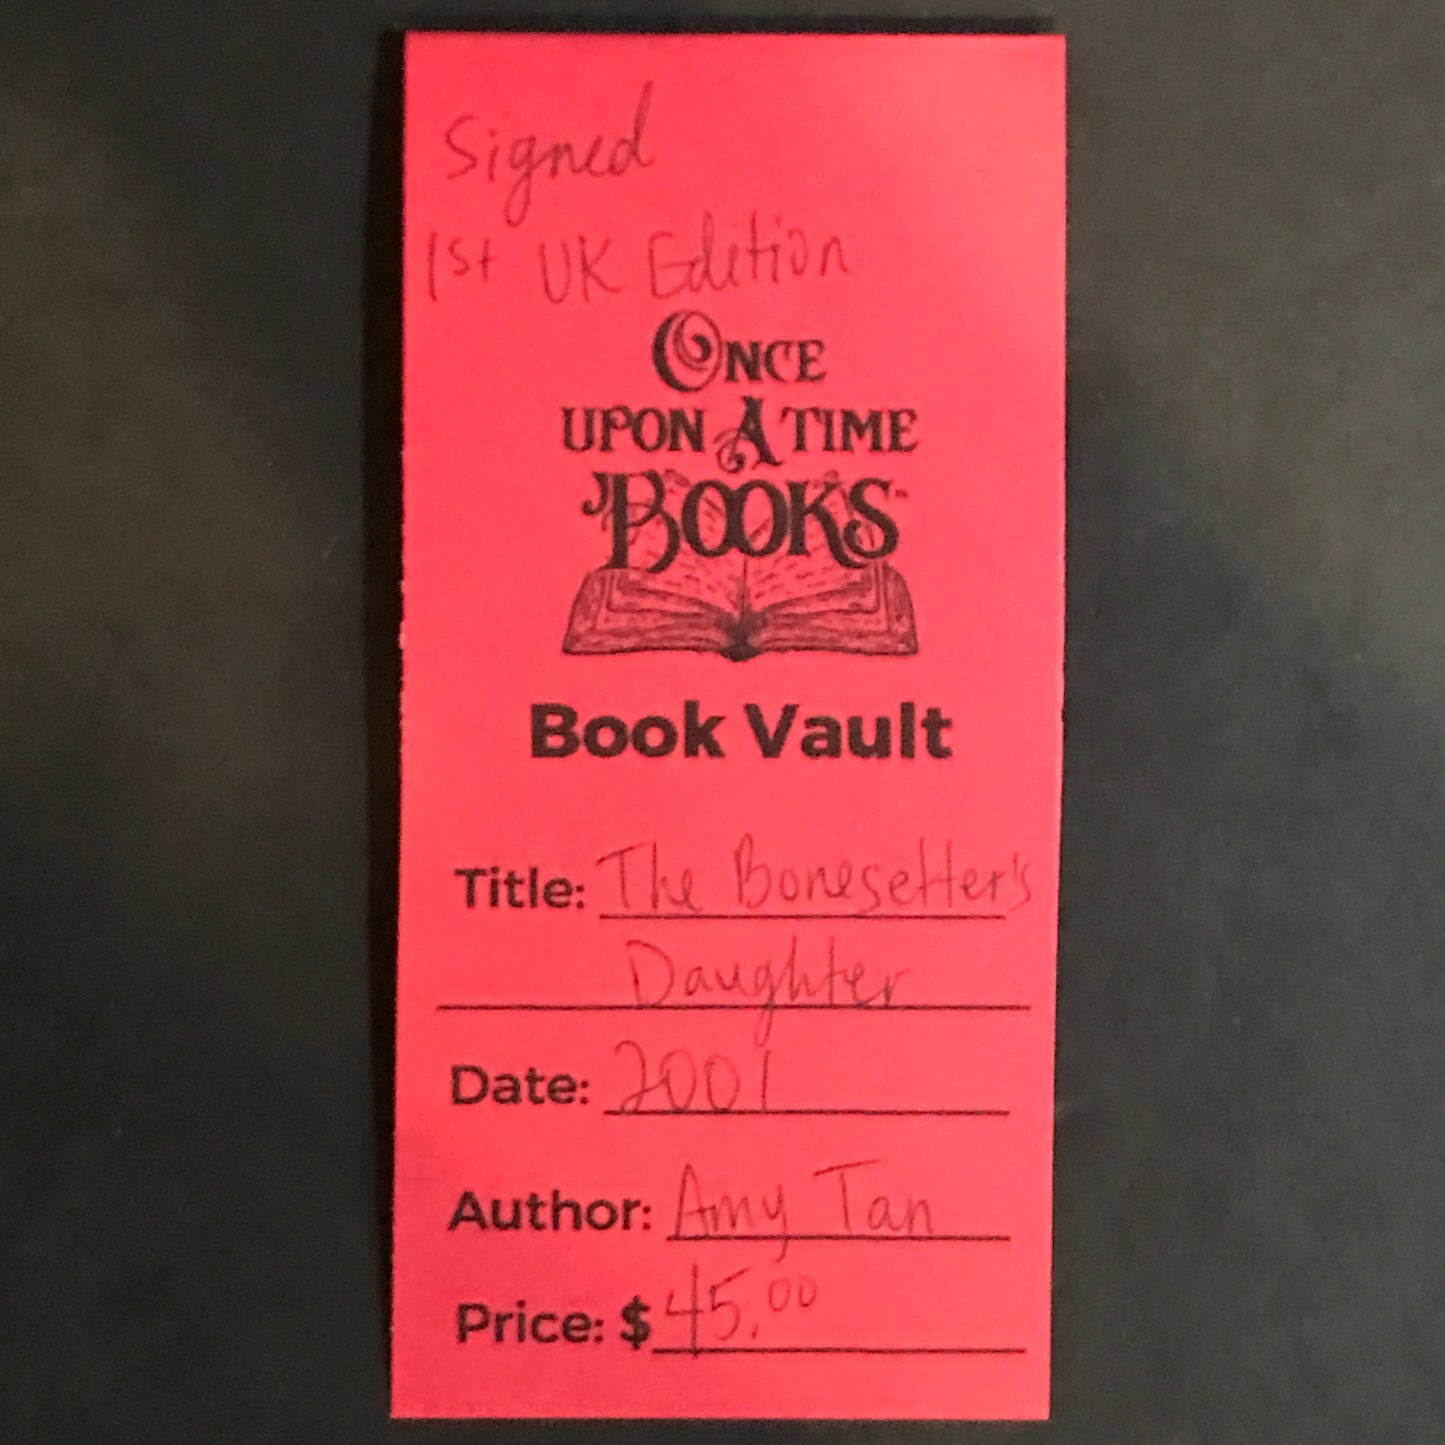 Signed
1st UK Edition
ONCE
UPON A TIME
BOOKS™
Book Vault
Title: The Bonesetter's
Daughter
Date: 2001
Author: Amy Tan
Price: $45.00